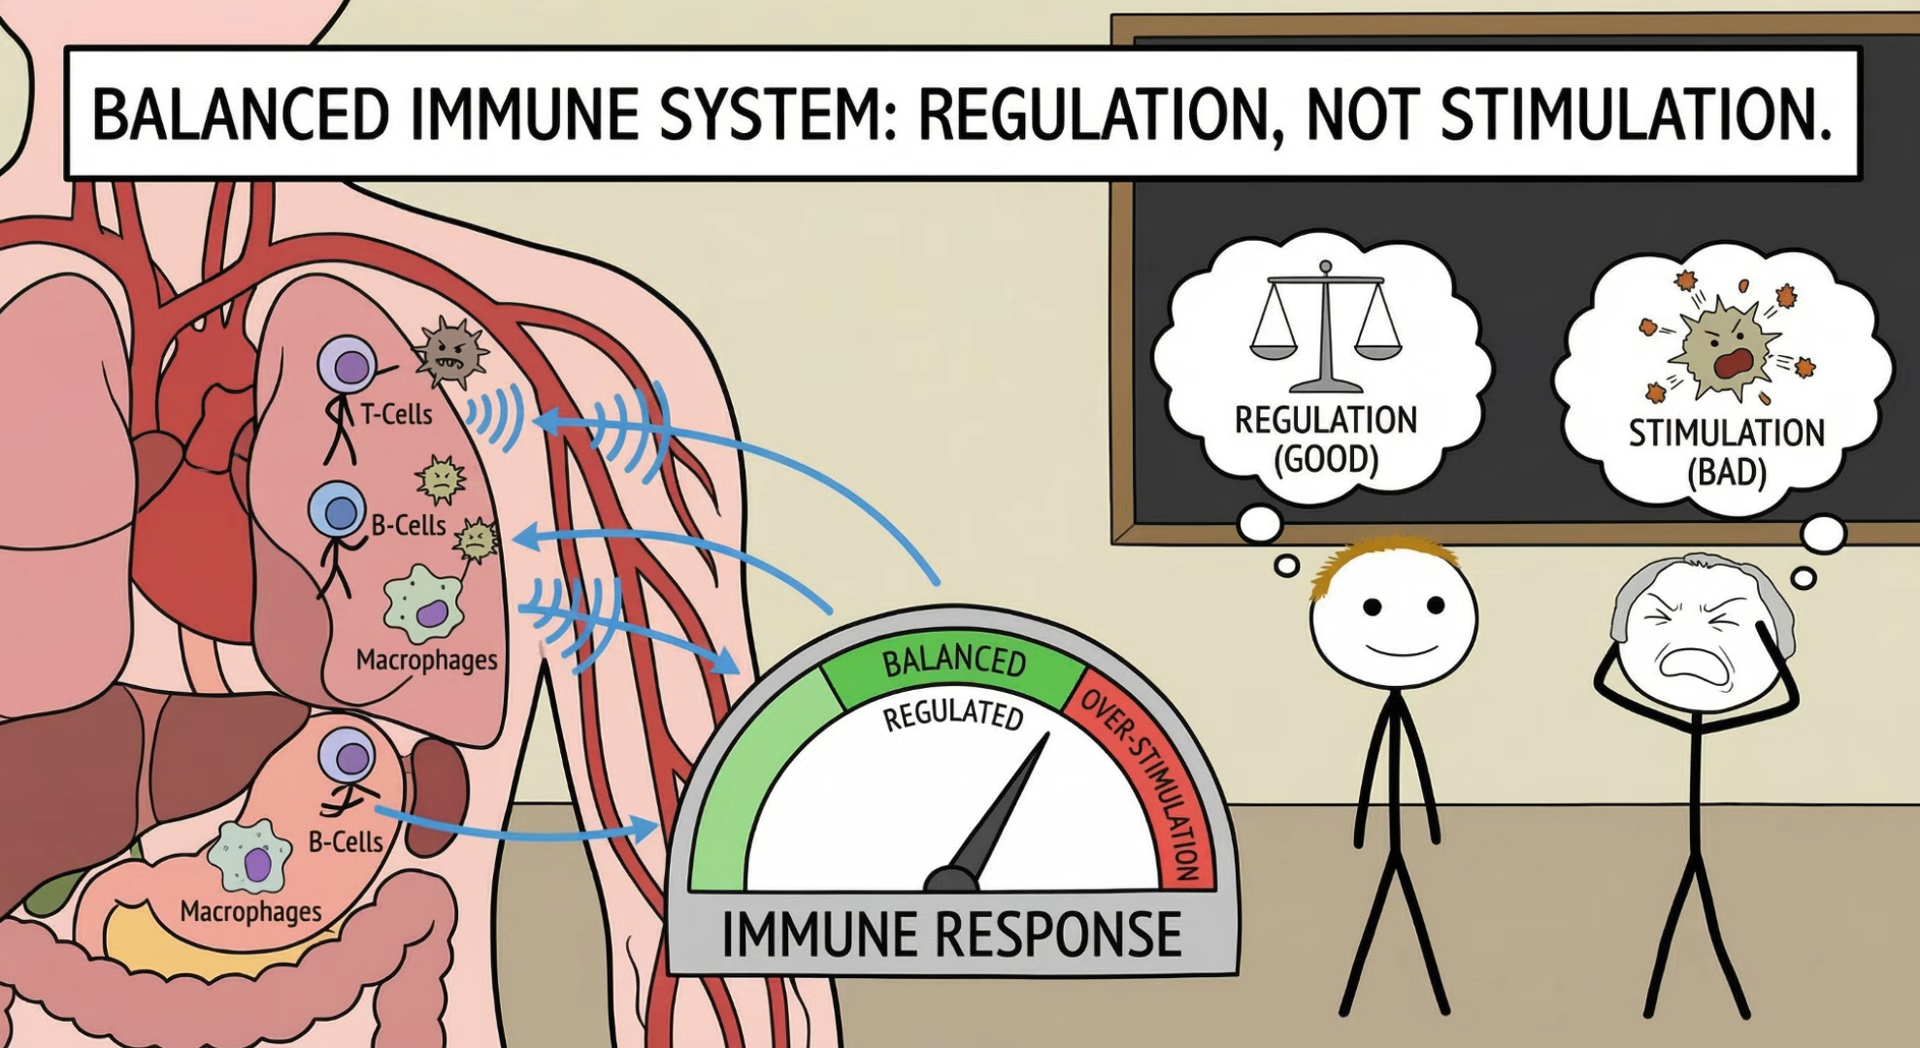 BALANCED IMMUNE SYSTEM: REGULATION, NOT STIMULATION.
T-Cells
B-Cells
Macrophages
B-Cells
Macrophages
BALANCED
REGULATED
OVER-STIMULATION
IMMUNE RESPONSE
REGULATION
(GOOD)
STIMULATION
(BAD)